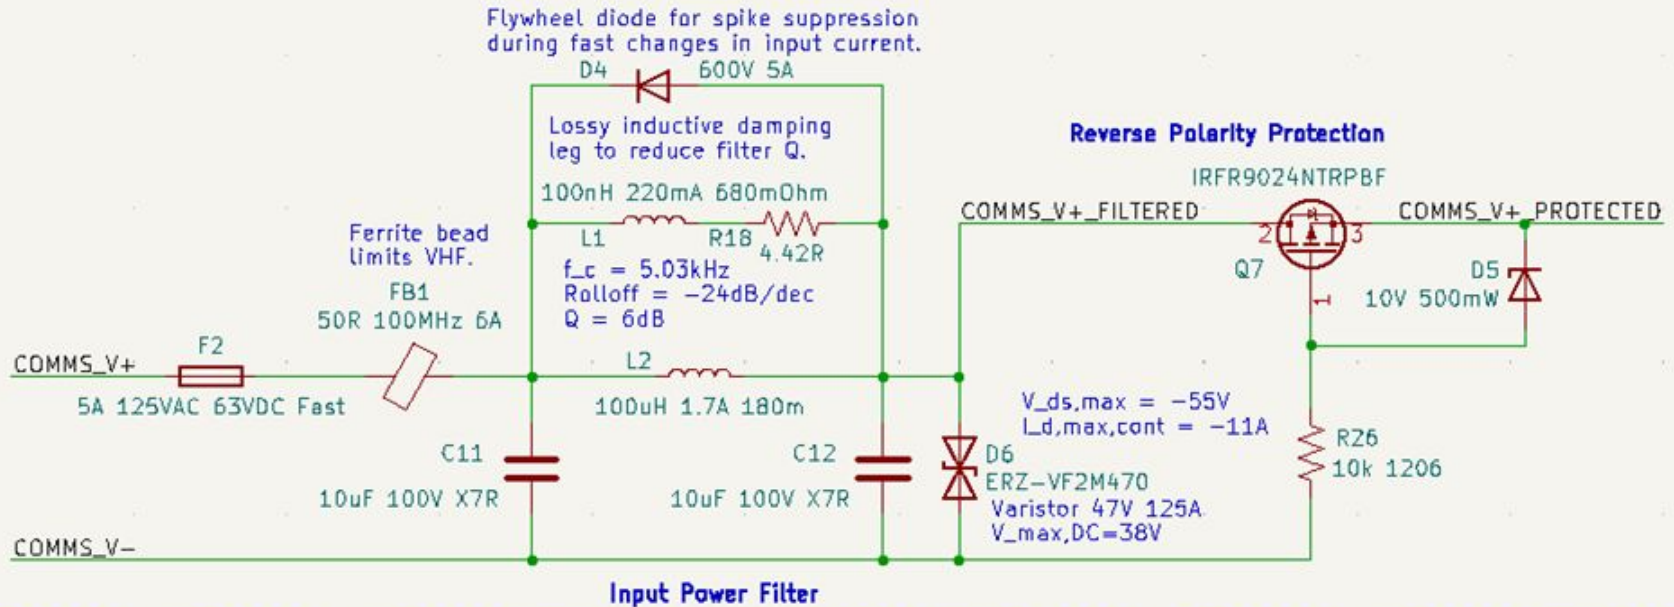 Flywheel diode for spike suppression
during fast changes in input current.
D4 600V 5A
Lossy inductive damping
leg to reduce filter Q.
Reverse Polarity Protection
100nH 220mA 680mOhm
IRFR9024NTRPBF
L1 R18
4.42R
COMMS_V+_FILTERED
COMMS_V+_PROTECTED
2 3
Q7
1
D5
10V 500mW
Ferrite bead
limits VHF.
f_c = 5.03kHz
Rolloff = -24dB/dec
Q = 6dB
FB1
50R 100MHz 6A
COMMS_V+
F2
5A 125VAC 63VDC Fast
L2
100uH 1.7A 180m
V_ds,max = -55V
I_d,max,cont = -11A
C11
10uF 100V X7R
C12
10uF 100V X7R
D6
ERZ-VF2M470
Varistor 47V 125A
V_max,DC=38V
R26
10k 1206
COMMS_V-
Input Power Filter